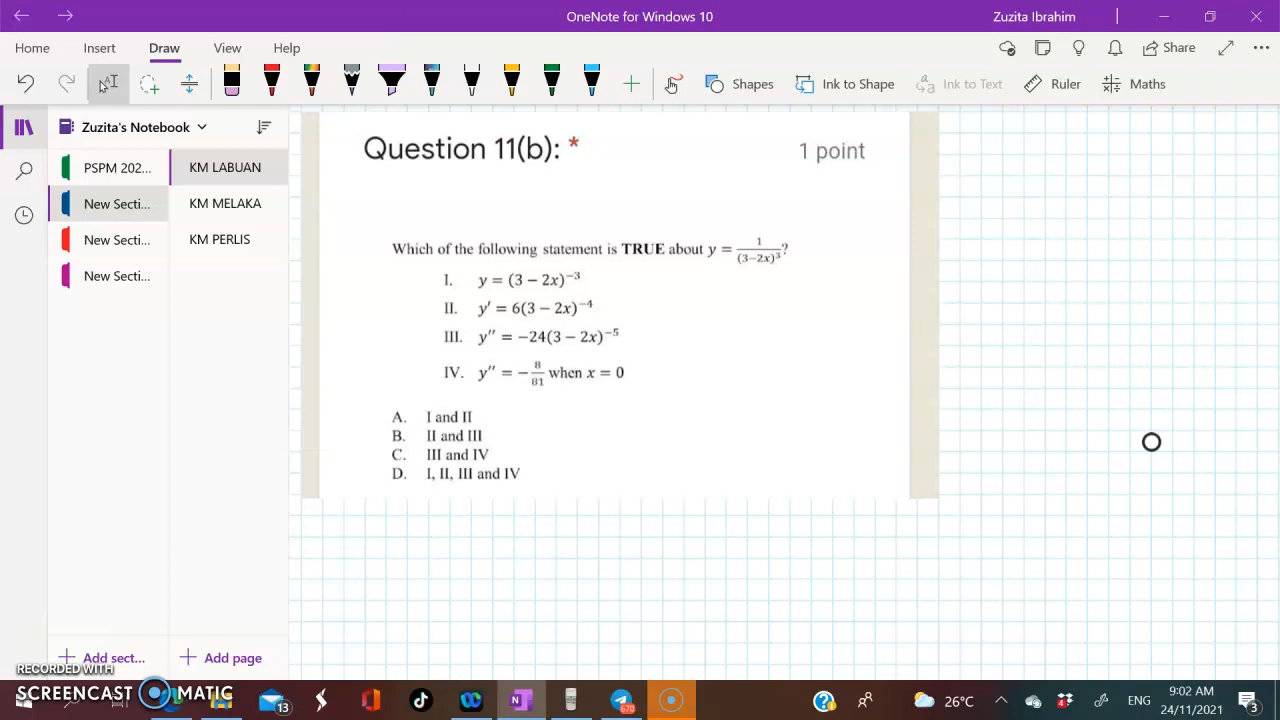 OneNote for Windows 10
Zuzita Ibrahim
Home Insert Draw View Help
Share
Shapes Ink to Shape Ink to Text Ruler Maths
Zuzita's Notebook
PSPM 202...
New Secti...
New Secti...
New Secti...
KM LABUAN
KM MELAKA
KM PERLIS
Question 11(b): *
1 point
Which of the following statement is TRUE about y = 1/(3−2x)³?
I. y = (3 − 2x)⁻³
II. y′ = 6(3 − 2x)⁻⁴
III. y″ = −24(3 − 2x)⁻⁵
IV. y″ = −8/81 when x = 0
A. I and II
B. II and III
C. III and IV
D. I, II, III and IV
Add sect...
Add page
RECORDED WITH
SCREENCAST MATIC
13
670
26°C
4
ENG
9:02 AM
24/11/2021
3